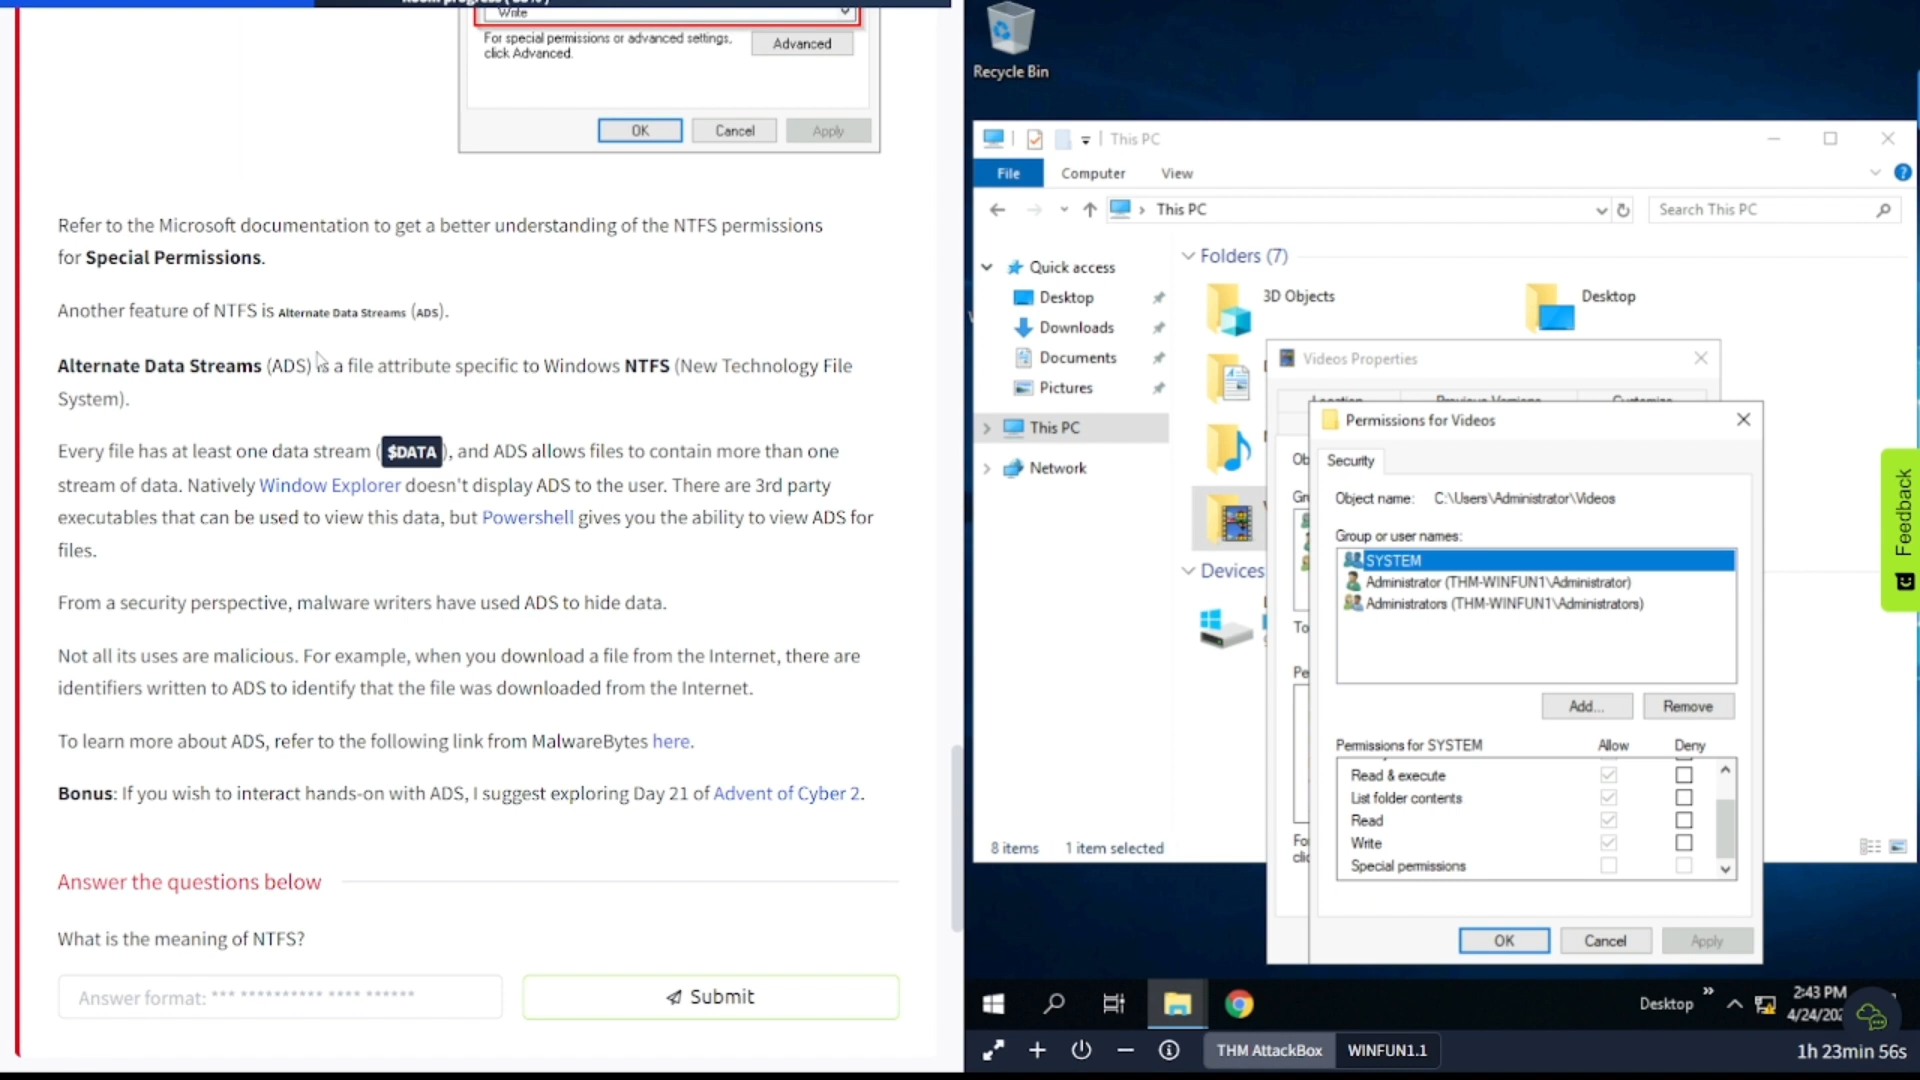 Write
For special permissions or advanced settings,
click Advanced.
Advanced
OK
Cancel
Apply
Refer to the Microsoft documentation to get a better understanding of the NTFS permissions
for Special Permissions.
Another feature of NTFS is Alternate Data Streams (ADS).
Alternate Data Streams (ADS) is a file attribute specific to Windows NTFS (New Technology File
System).
Every file has at least one data stream ($DATA), and ADS allows files to contain more than one
stream of data. Natively Window Explorer doesn't display ADS to the user. There are 3rd party
executables that can be used to view this data, but Powershell gives you the ability to view ADS for
files.
From a security perspective, malware writers have used ADS to hide data.
Not all its uses are malicious. For example, when you download a file from the Internet, there are
identifiers written to ADS to identify that the file was downloaded from the Internet.
To learn more about ADS, refer to the following link from MalwareBytes here.
Bonus: If you wish to interact hands-on with ADS, I suggest exploring Day 21 of Advent of Cyber 2.
Answer the questions below
What is the meaning of NTFS?
Answer format: *** ********** **** ******
Submit
Recycle Bin
This PC
File
Computer
View
This PC
Search This PC
Quick access
Desktop
Downloads
Documents
Pictures
This PC
Network
Folders (7)
3D Objects
Desktop
Devices
8 items
1 item selected
Videos Properties
Location
Previous Versions
Customize
Ob
To
Pe
Fo
clic
Permissions for Videos
Security
Object name: C:\Users\Administrator\Videos
Group or user names:
SYSTEM
Administrator (THM-WINFUN1\Administrator)
Administrators (THM-WINFUN1\Administrators)
Add...
Remove
Permissions for SYSTEM
Allow
Deny
Read & execute
List folder contents
Read
Write
Special permissions
OK
Cancel
Apply
Feedback
Desktop
2:43 PM
THM AttackBox
WINFUN1.1
1h 23min 56s